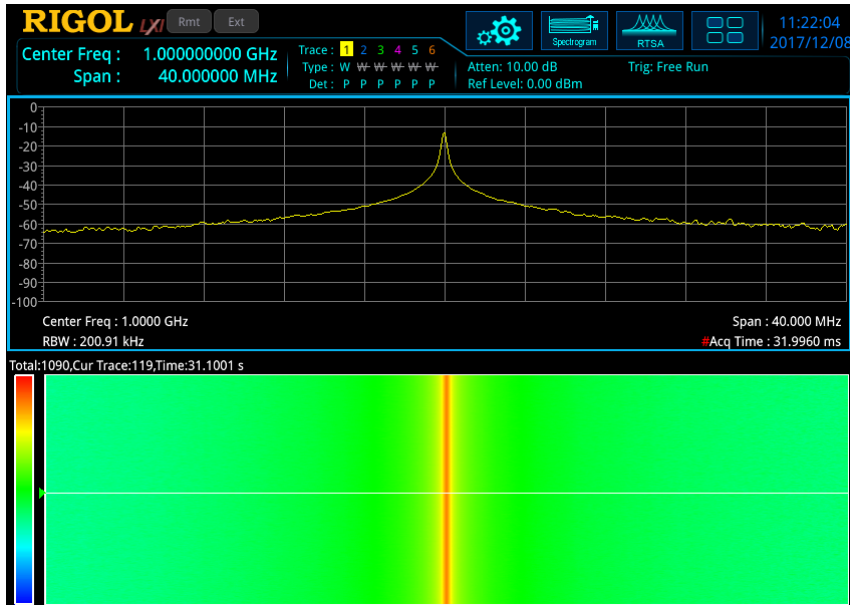 RIGOL LXI Rmt Ext
11:22:04
2017/12/08
Spectrogram RTSA
Center Freq : 1.000000000 GHz
Span : 40.000000 MHz
Trace : 1 2 3 4 5 6
Type : W W W W W W
Det : P P P P P P
Atten: 10.00 dB Trig: Free Run
Ref Level: 0.00 dBm
0
-10
-20
-30
-40
-50
-60
-70
-80
-90
-100
Center Freq : 1.0000 GHz Span : 40.000 MHz
RBW : 200.91 kHz #Acq Time : 31.9960 ms
Total:1090,Cur Trace:119,Time:31.1001 s